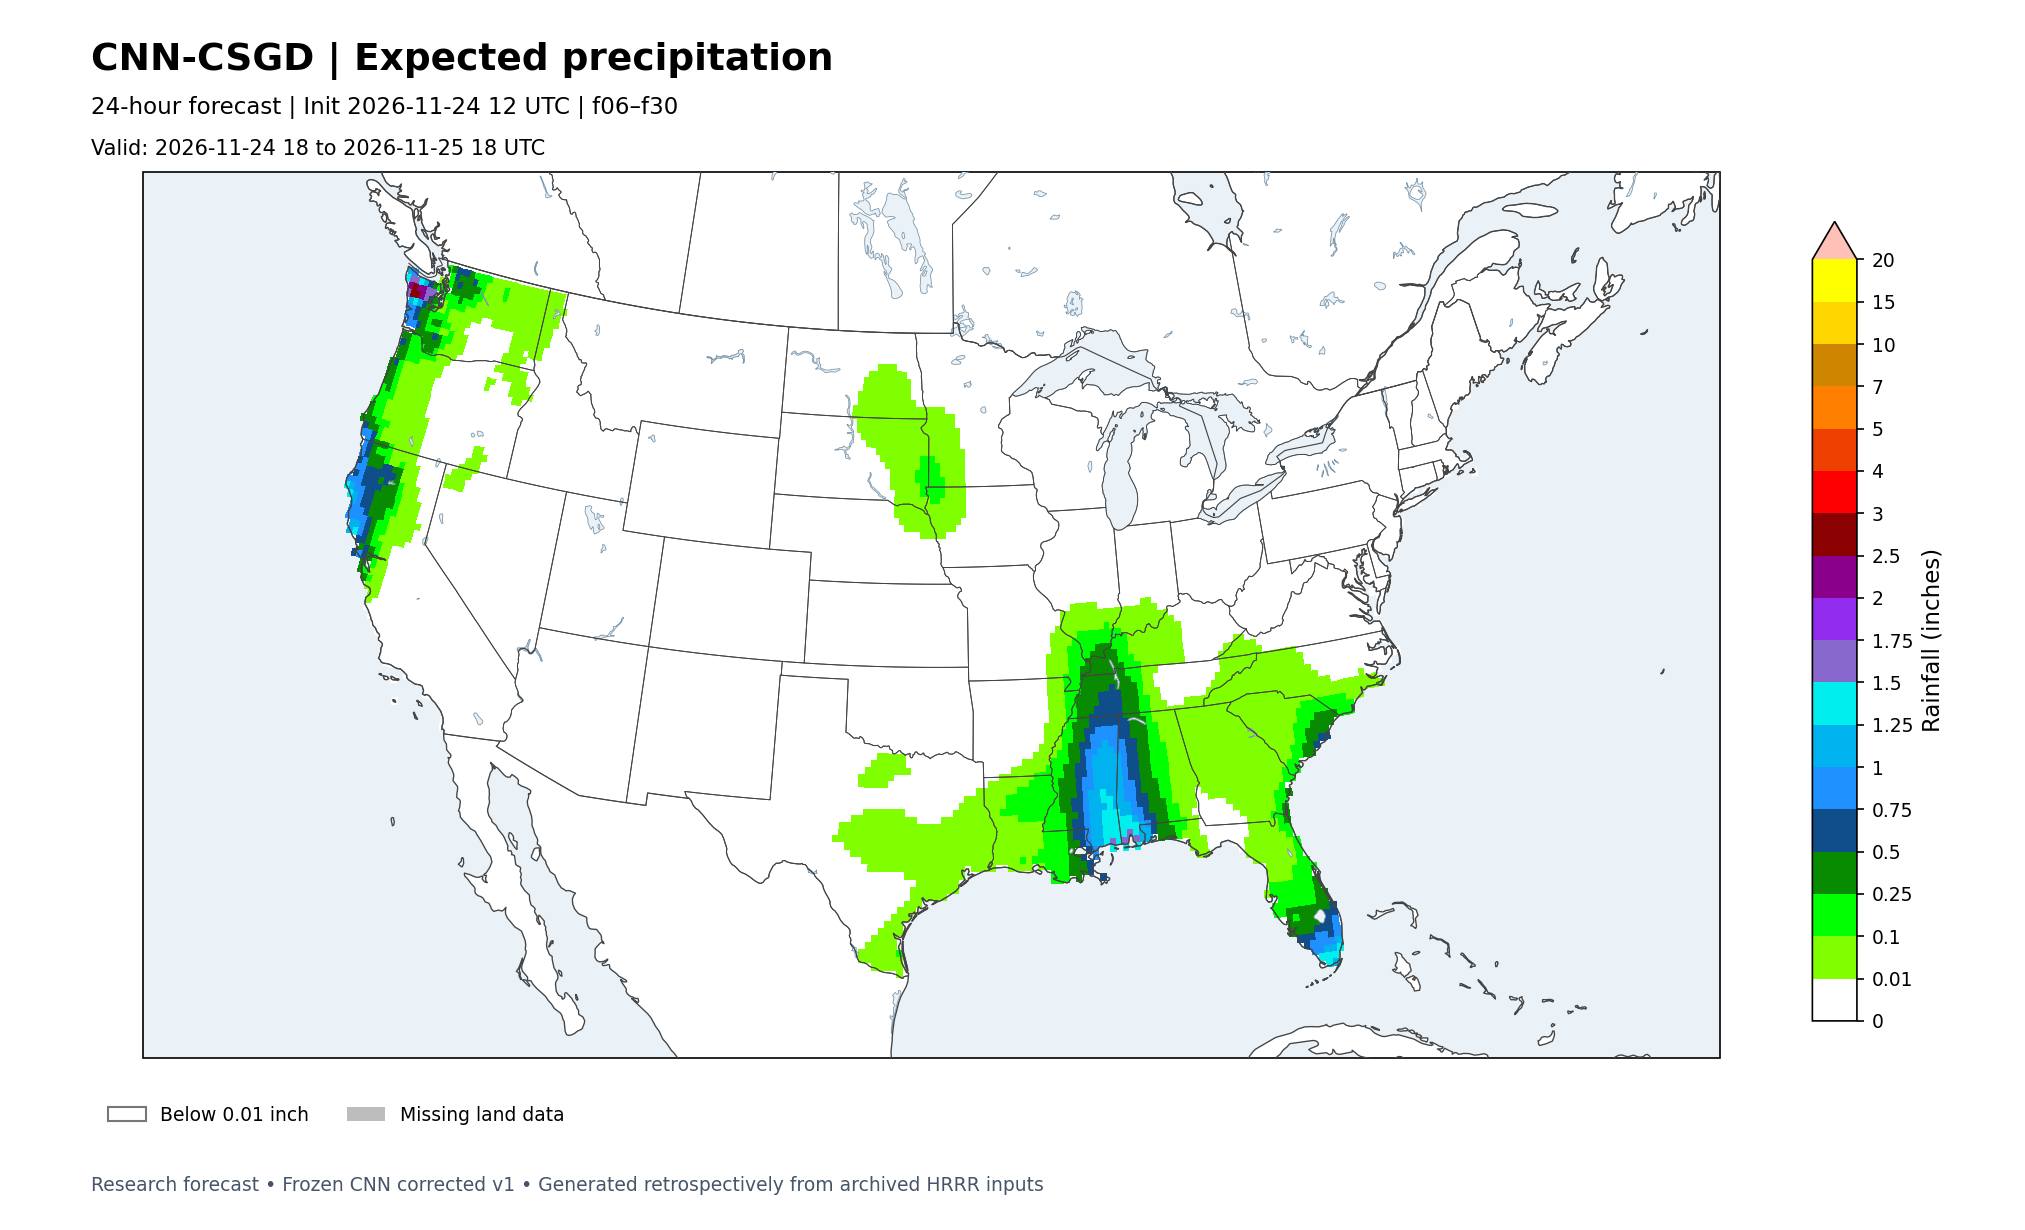 CNN-CSGD | Expected precipitation
24-hour forecast | Init 2026-11-24 12 UTC | f06–f30
Valid: 2026-11-24 18 to 2026-11-25 18 UTC
20
15
10
7
5
4
3
2.5
2
1.75
1.5
1.25
1
0.75
0.5
0.25
0.1
0.01
0
Rainfall (inches)
Below 0.01 inch
Missing land data
Research forecast • Frozen CNN corrected v1 • Generated retrospectively from archived HRRR inputs